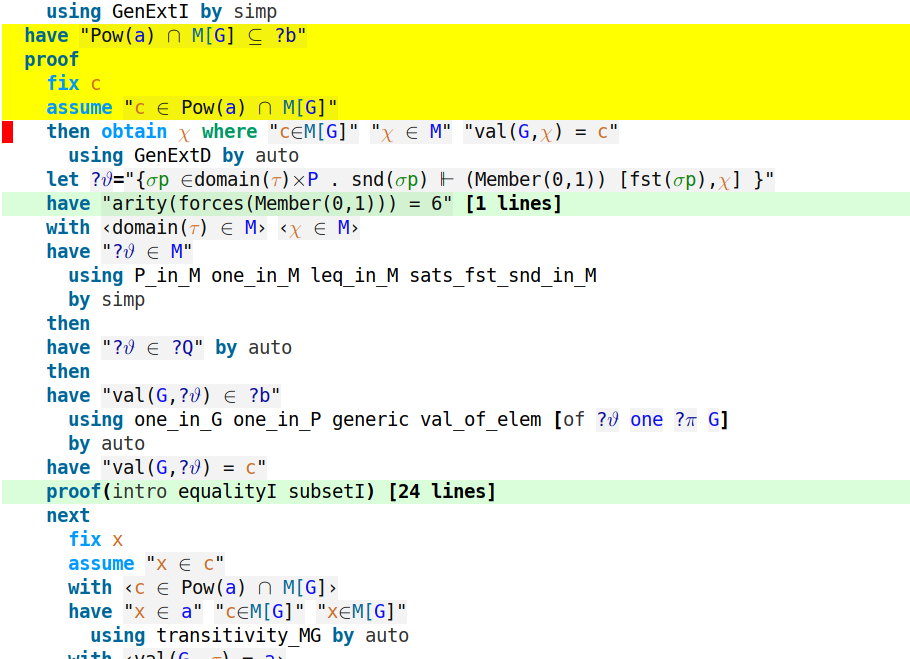 using GenExtI by simp
have "Pow(a) ∩ M[G] ⊆ ?b"
proof
fix c
assume "c ∈ Pow(a) ∩ M[G]"
then obtain χ where "c∈M[G]" "χ ∈ M" "val(G,χ) = c"
using GenExtD by auto
let ?ϑ="{σp ∈domain(τ)×P . snd(σp) ⊩ (Member(0,1)) [fst(σp),χ] }"
have "arity(forces(Member(0,1))) = 6" [1 lines]
with ‹domain(τ) ∈ M› ‹χ ∈ M›
have "?ϑ ∈ M"
using P_in_M one_in_M leq_in_M sats_fst_snd_in_M
by simp
then
have "?ϑ ∈ ?Q" by auto
then
have "val(G,?ϑ) ∈ ?b"
using one_in_G one_in_P generic val_of_elem [of ?ϑ one ?π G]
by auto
have "val(G,?ϑ) = c"
proof(intro equalityI subsetI) [24 lines]
next
fix x
assume "x ∈ c"
with ‹c ∈ Pow(a) ∩ M[G]›
have "x ∈ a" "c∈M[G]" "x∈M[G]"
using transitivity_MG by auto
with ‹val(G, τ) = a›